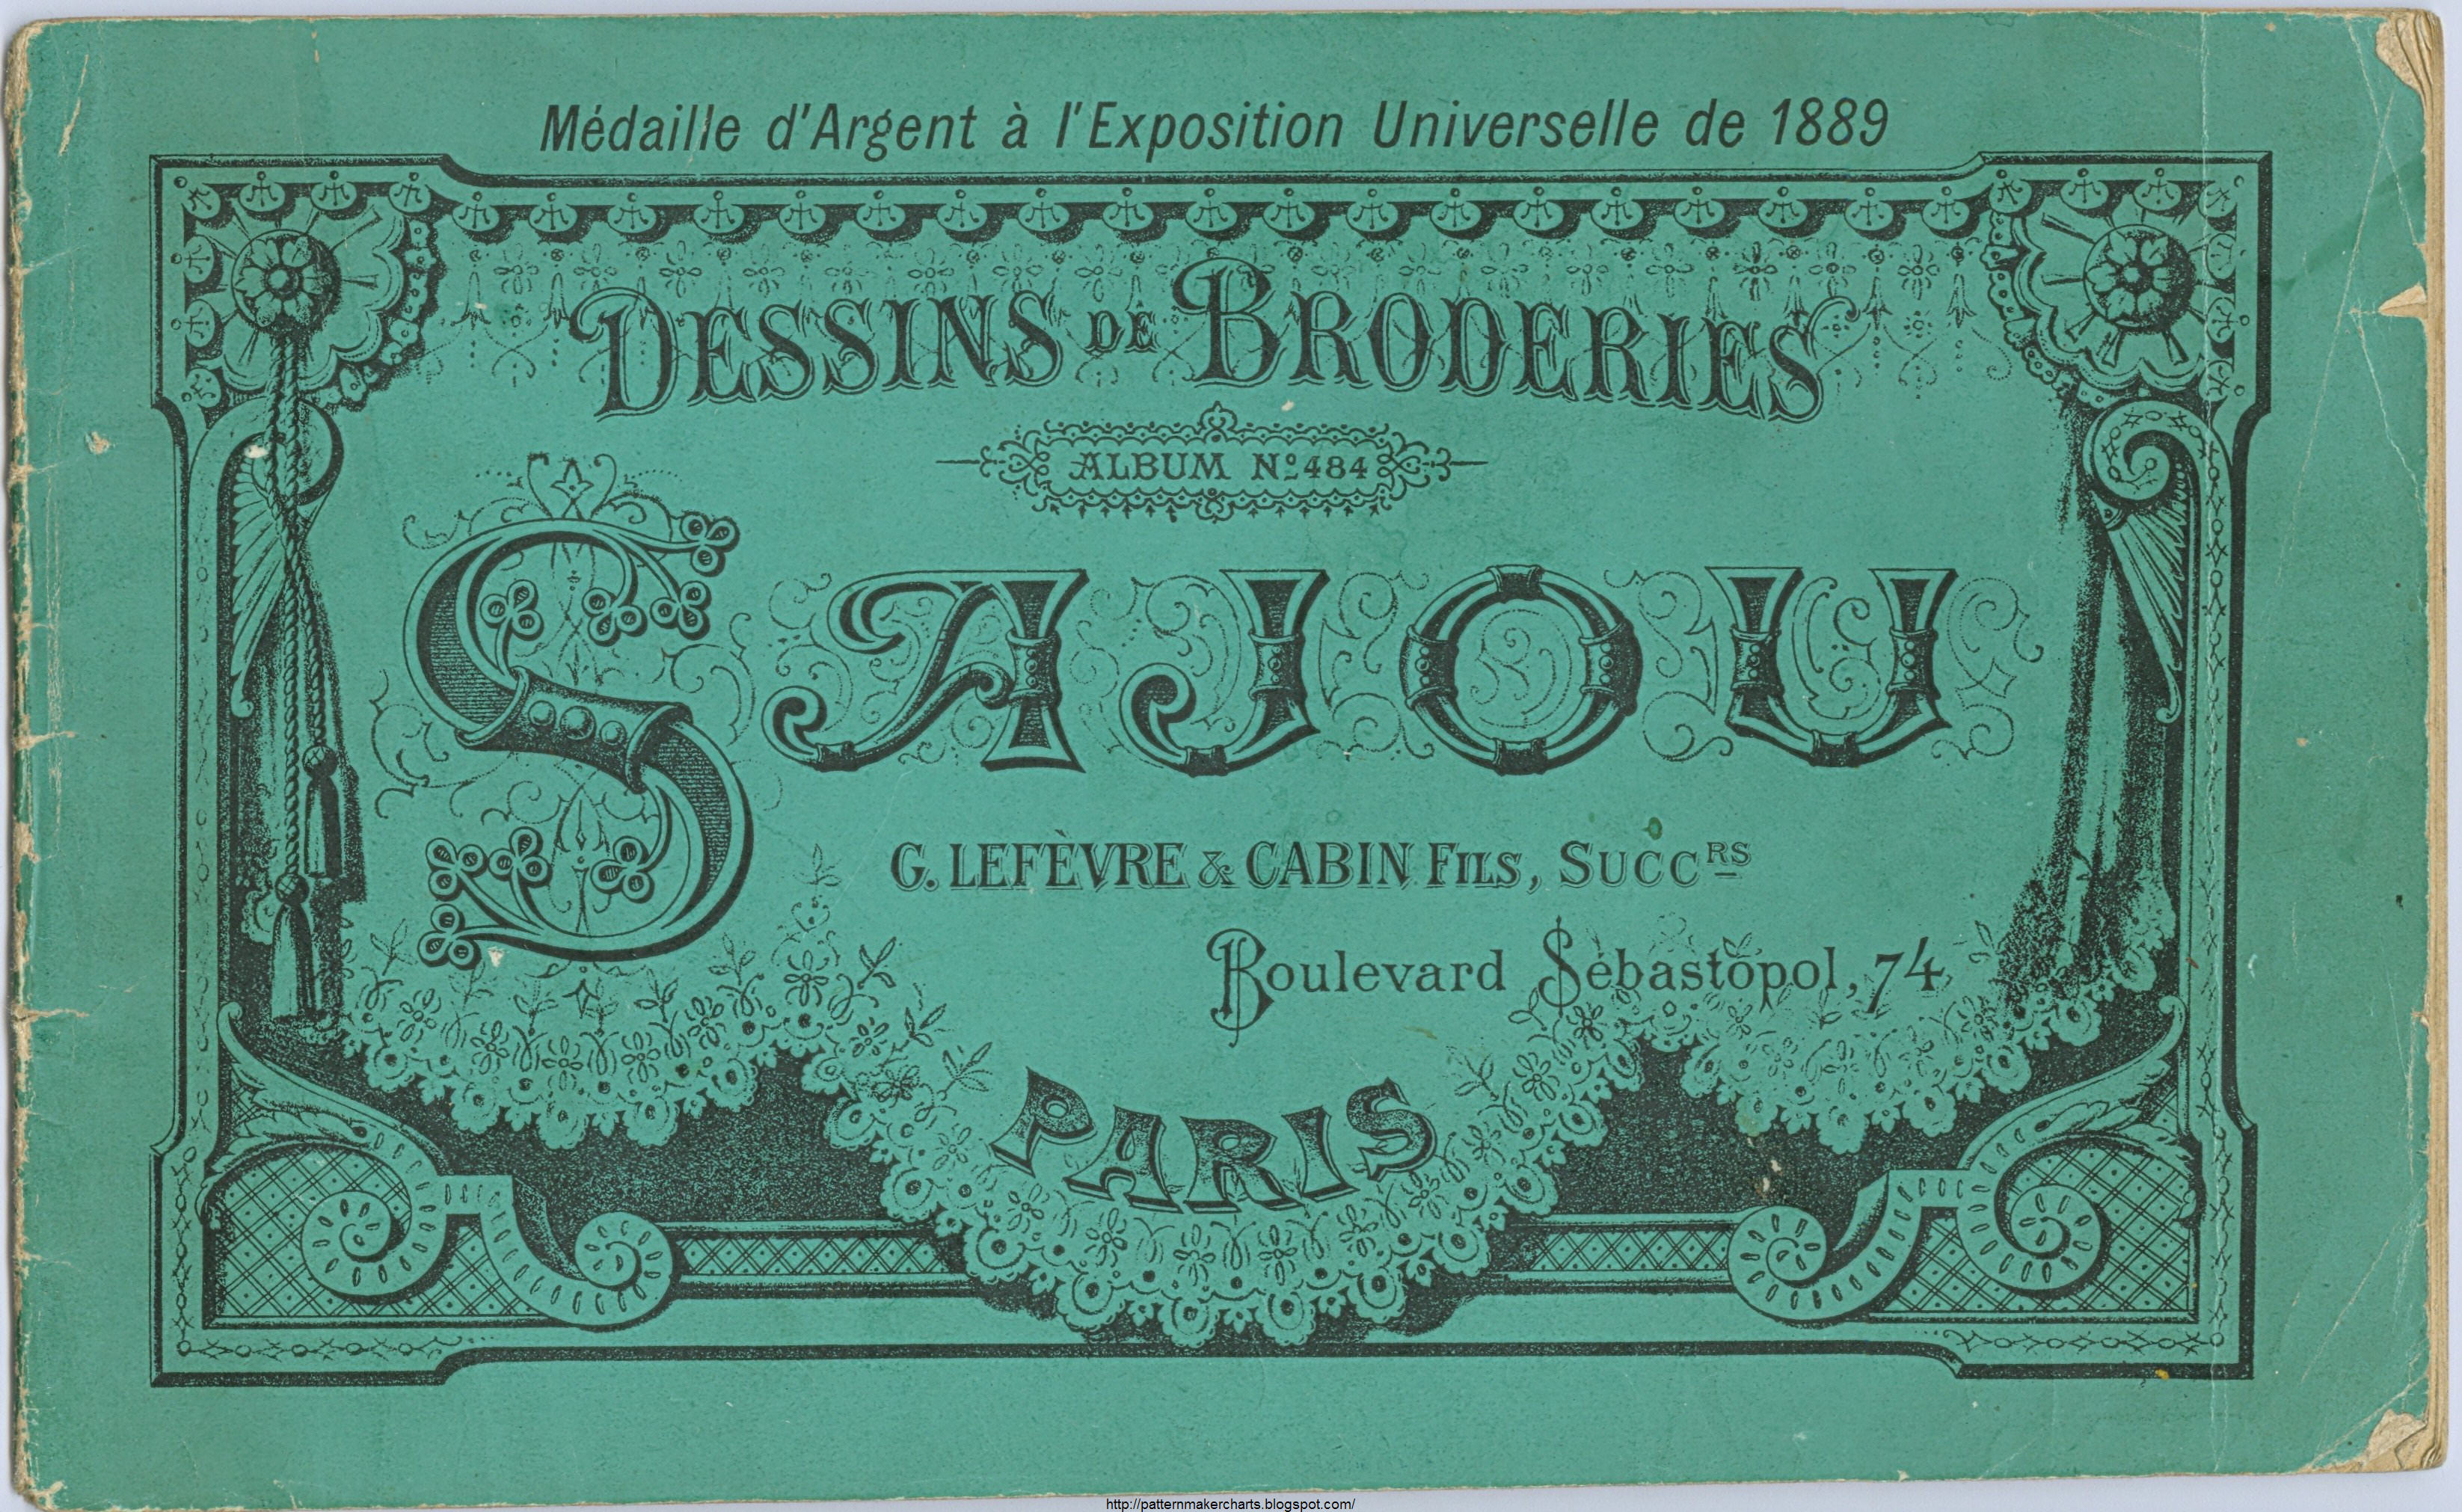 Médaille d'Argent à l'Exposition Universelle de 1889
DESSINS DE BRODERIES
ALBUM Nº 484
SAJOU
G. LEFÈVRE & CABIN FILS, SUCCRS
Boulevard Sébastopol, 74
PARIS
http://patternmakercharts.blogspot.com/